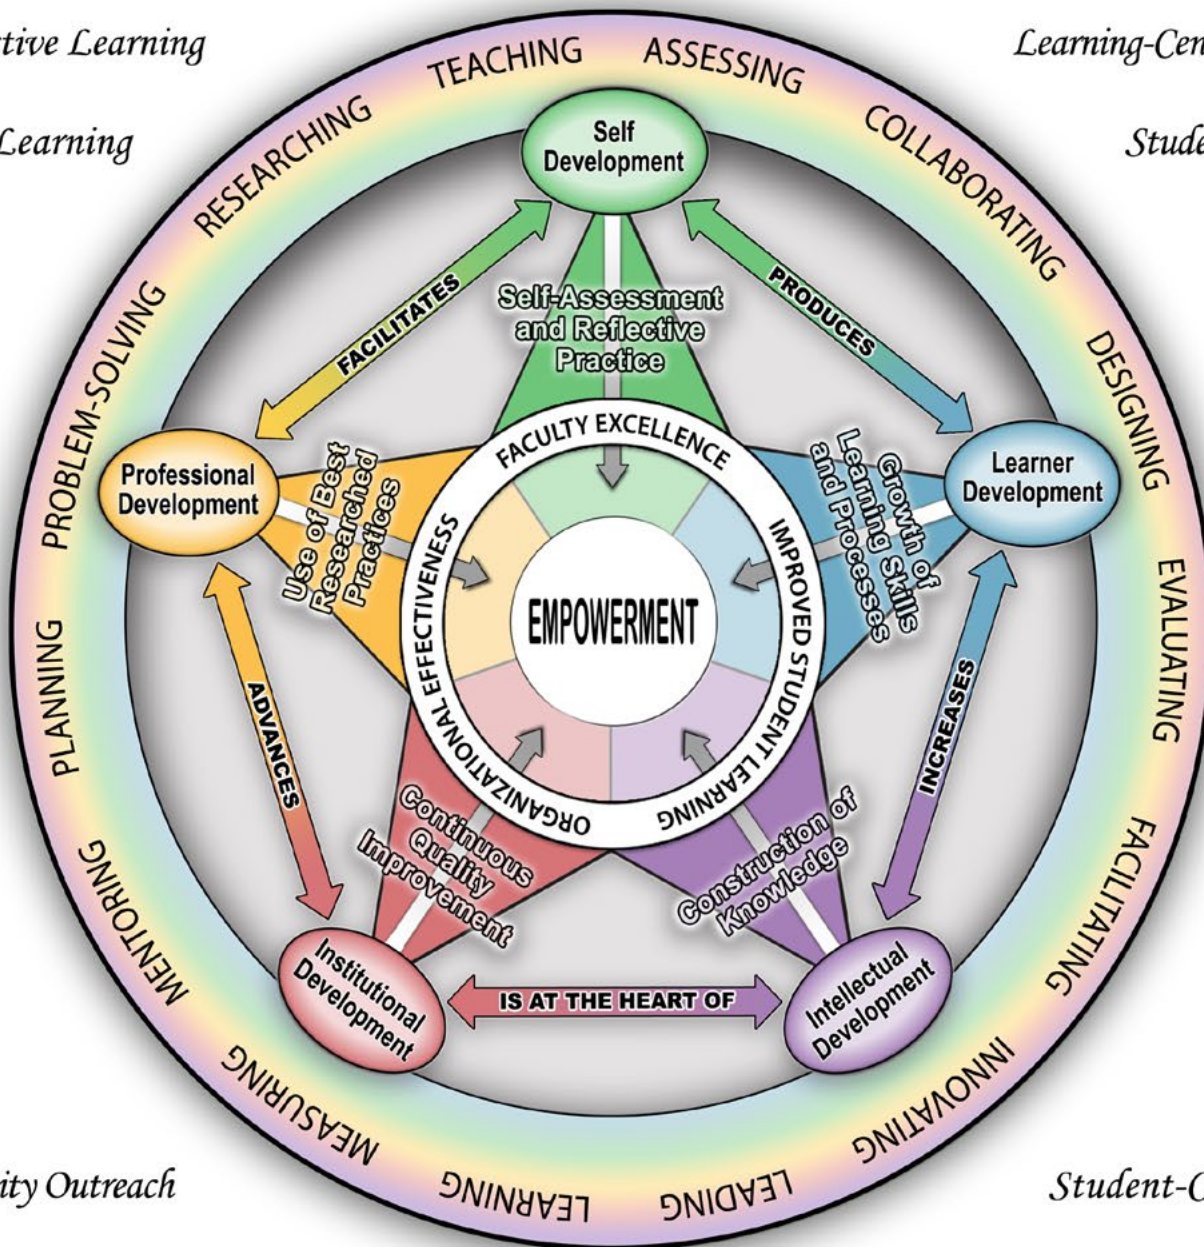 Learning
Learning-Cen
Learning
Stude
TEACHING
ASSESSING
COLLABORATING
DESIGNING
EVALUATING
FACILITATING
INNOVATING
LEADING
LEARNING
MEASURING
MENTORING
PLANNING
PROBLEM-SOLVING
RESEARCHING
Self
Development
FACILITATES
PRODUCES
Self-Assessment
and Reflective
Practice
Professional
Development
Learner
Development
Use of Best
Researched
Practices
Growth of
Learning Skills
and Processes
FACULTY EXCELLENCE
IMPROVED STUDENT LEARNING
ORGANIZATIONAL EFFECTIVENESS
EMPOWERMENT
ADVANCES
INCREASES
Continuous
Quality
Improvement
Construction of
Knowledge
Institutional
Development
IS AT THE HEART OF
Intellectual
Development
ity Outreach
Student-C